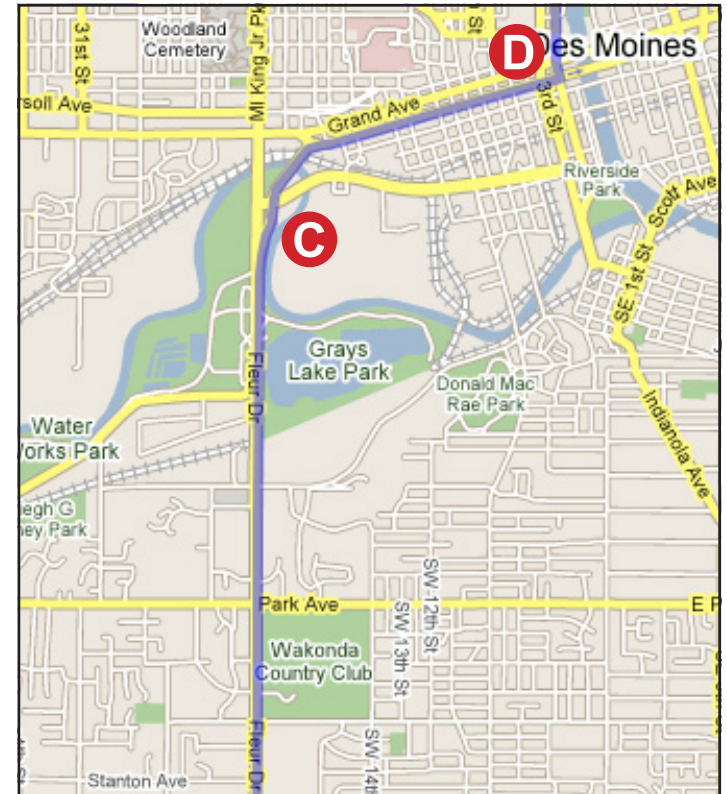 31st St
Woodland
Cemetery
Ml King Jr Pk
St
D
Des Moines
rsoll Ave
Grand Ave
3rd St
Riverside
Park
Scott Ave
C
SE 1st St
Grays
Lake Park
Fleur Dr
Donald Mac
Rae Park
Water
Works Park
Indianola Ave
egh G
ney Park
SW 12th St
Park Ave
SW 13th St
E P
Wakonda
Country Club
Fleur Dr
SW 14th
Stanton Ave